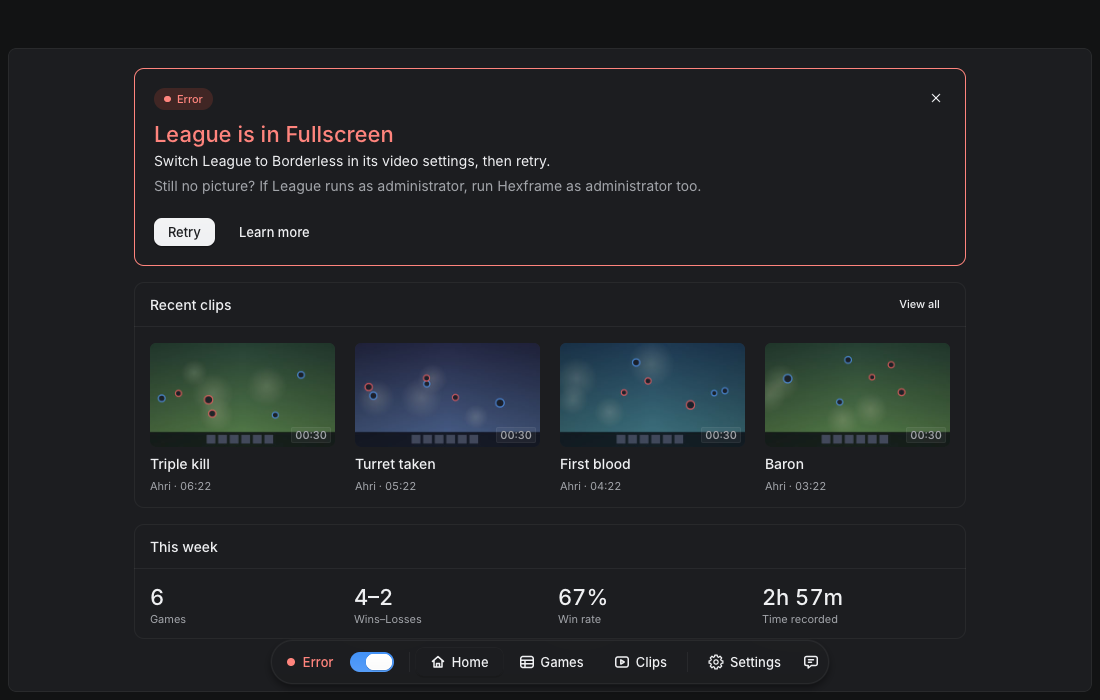 Error
League is in Fullscreen
Switch League to Borderless in its video settings, then retry.
Still no picture? If League runs as administrator, run Hexframe as administrator too.
Retry Learn more
Recent clips View all
00:30 00:30 00:30 00:30
Triple kill Turret taken First blood Baron
Ahri · 06:22 Ahri · 05:22 Ahri · 04:22 Ahri · 03:22
This week
6 4–2 67% 2h 57m
Games Wins–Losses Win rate Time recorded
Error Home Games Clips Settings